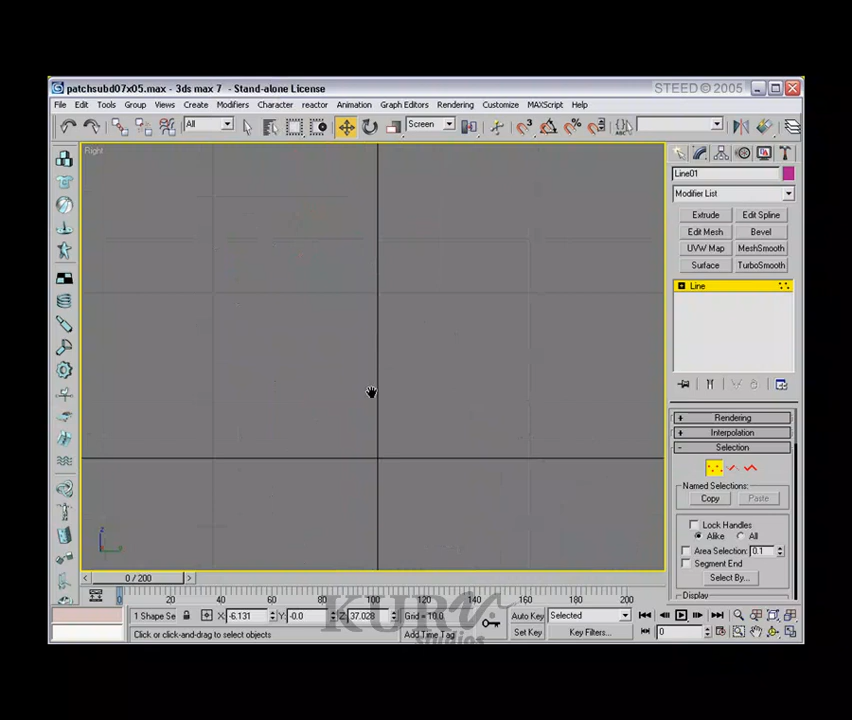 patchsubd07x05.max - 3ds max 7 - Stand-alone License
STEED©2005
File Edit Tools Group Views Create Modifiers Character reactor Animation Graph Editors Rendering Customize MAXScript Help
All
Screen
Right
Line01
Modifier List
Extrude Edit Spline
Edit Mesh Bevel
UVW Map MeshSmooth
Surface TurboSmooth
Line
+ Rendering
+ Interpolation
- Selection
Named Selections:
Copy Paste
Lock Handles
Alike All
Area Selection: 0.1
Segment End
Select By...
Display
z
0 / 200
0 20 40 60 80 100 120 140 160 180 200
1 Shape Se X: -6.131 Y: -0.0 Z: 37.028 Grid = 10.0
Auto Key Selected
Click or click-and-drag to select objects
Add Time Tag
Set Key Key Filters... 0
KURV
studios